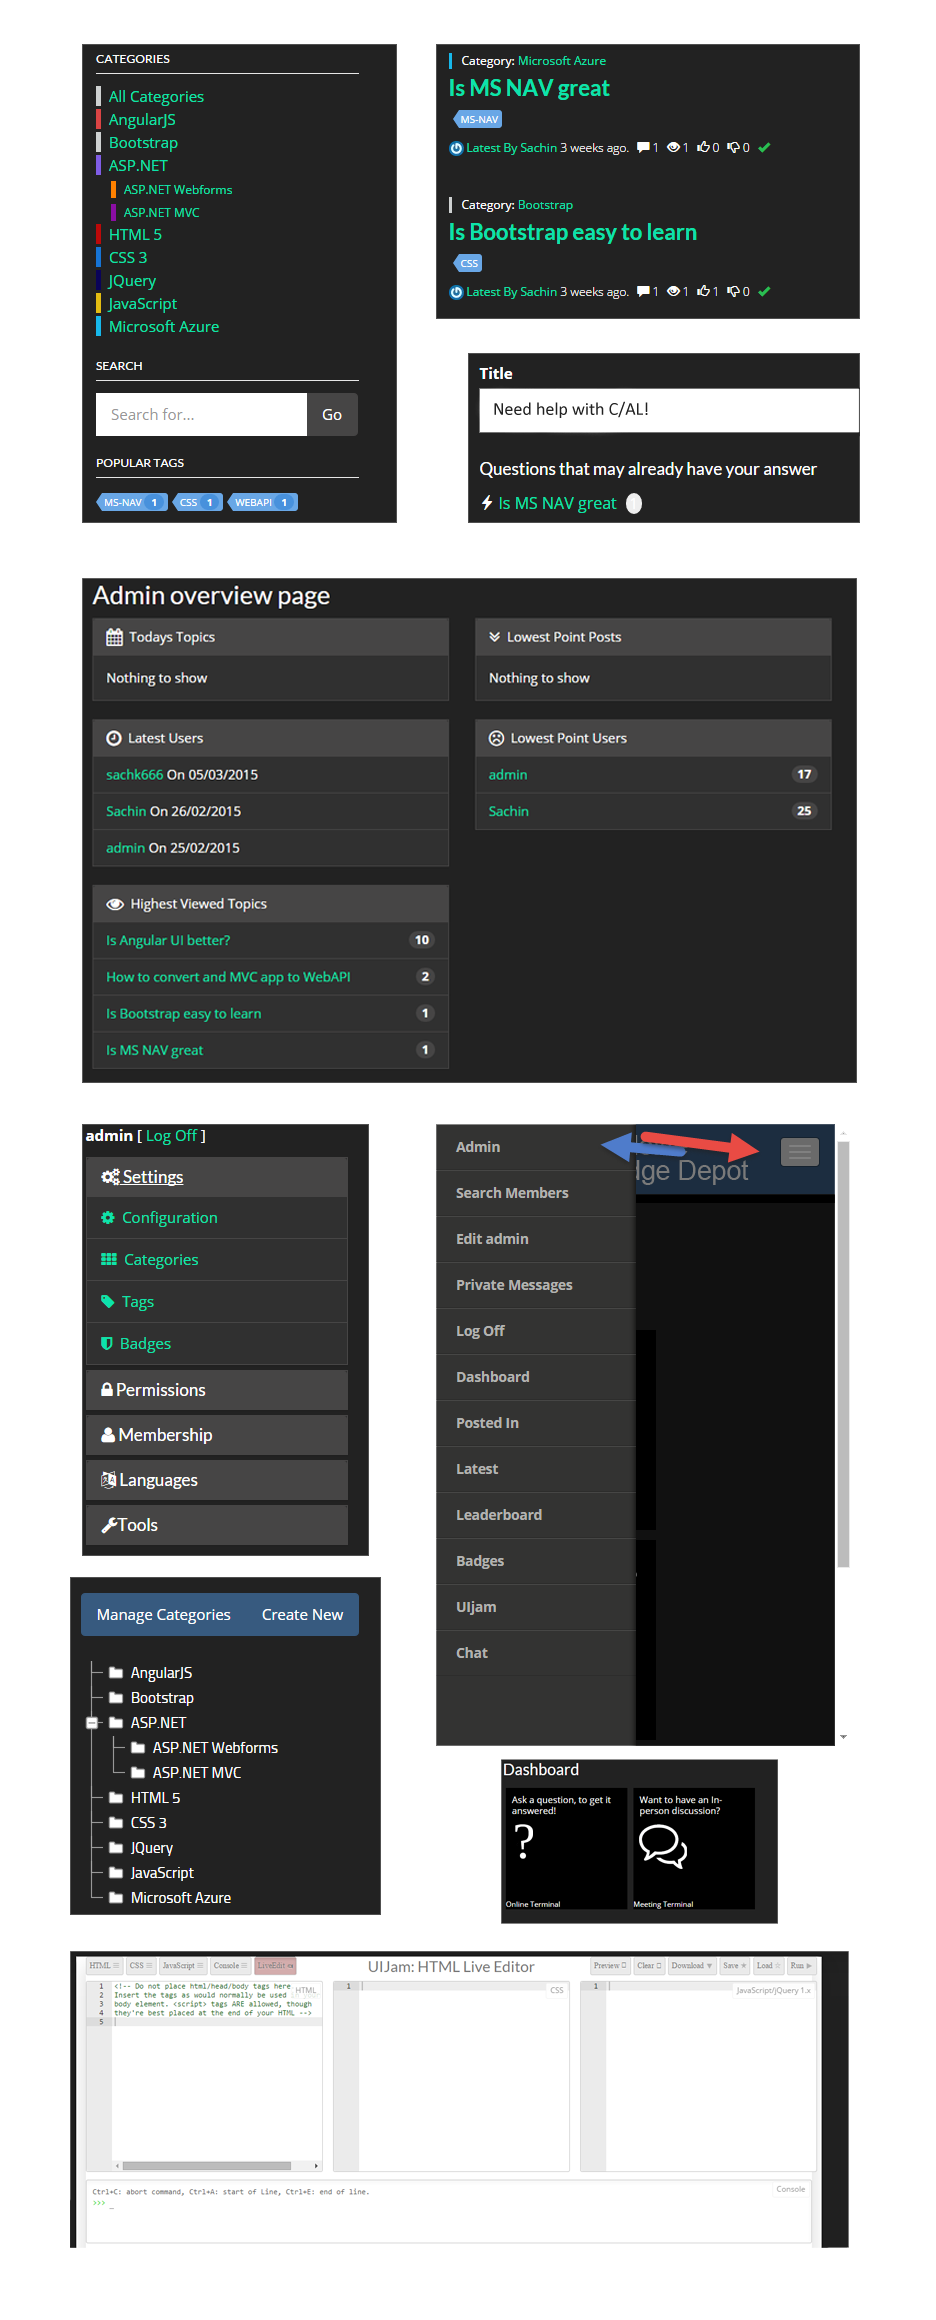 CATEGORIES
All Categories
AngularJS
Bootstrap
ASP.NET
ASP.NET Webforms
ASP.NET MVC
HTML 5
CSS 3
JQuery
JavaScript
Microsoft Azure
SEARCH
Search for...
Go
POPULAR TAGS
MS-NAV 1 CSS 1 WEBAPI 1
Category: Microsoft Azure
Is MS NAV great
MS-NAV
Latest By Sachin 3 weeks ago. 1 1 0 0
Category: Bootstrap
Is Bootstrap easy to learn
CSS
Latest By Sachin 3 weeks ago. 1 1 1 0
Title
Need help with C/AL!
Questions that may already have your answer
Is MS NAV great
Admin overview page
Todays Topics
Nothing to show
Latest Users
sachk666 On 05/03/2015
Sachin On 26/02/2015
admin On 25/02/2015
Highest Viewed Topics
Is Angular UI better? 10
How to convert and MVC app to WebAPI 2
Is Bootstrap easy to learn 1
Is MS NAV great 1
Lowest Point Posts
Nothing to show
Lowest Point Users
admin 17
Sachin 25
admin [ Log Off ]
Settings
Configuration
Categories
Tags
Badges
Permissions
Membership
Languages
Tools
Admin
Search Members
Edit admin
Private Messages
Log Off
Dashboard
Posted In
Latest
Leaderboard
Badges
UIjam
Chat
dge Depot
Manage Categories Create New
AngularJS
Bootstrap
ASP.NET
ASP.NET Webforms
ASP.NET MVC
HTML 5
CSS 3
JQuery
JavaScript
Microsoft Azure
Dashboard
Ask a question, to get it
answered!
?
Online Terminal
Want to have an In-
person discussion?
Meeting Terminal
HTML CSS JavaScript Console LiveEdit
UIJam: HTML Live Editor
Preview Clear Download Save Load Run
1 <!-- Do not place html/head/body tags here
2 Insert the tags as would normally be used
3 body element. <script> tags ARE allowed, though
4 they're best placed at the end of your HTML -->
5
HTML
1
CSS
1
JavaScript/jQuery 1.x
Ctrl+C: abort command, Ctrl+A: start of Line, Ctrl+E: end of line.
>>> _
Console